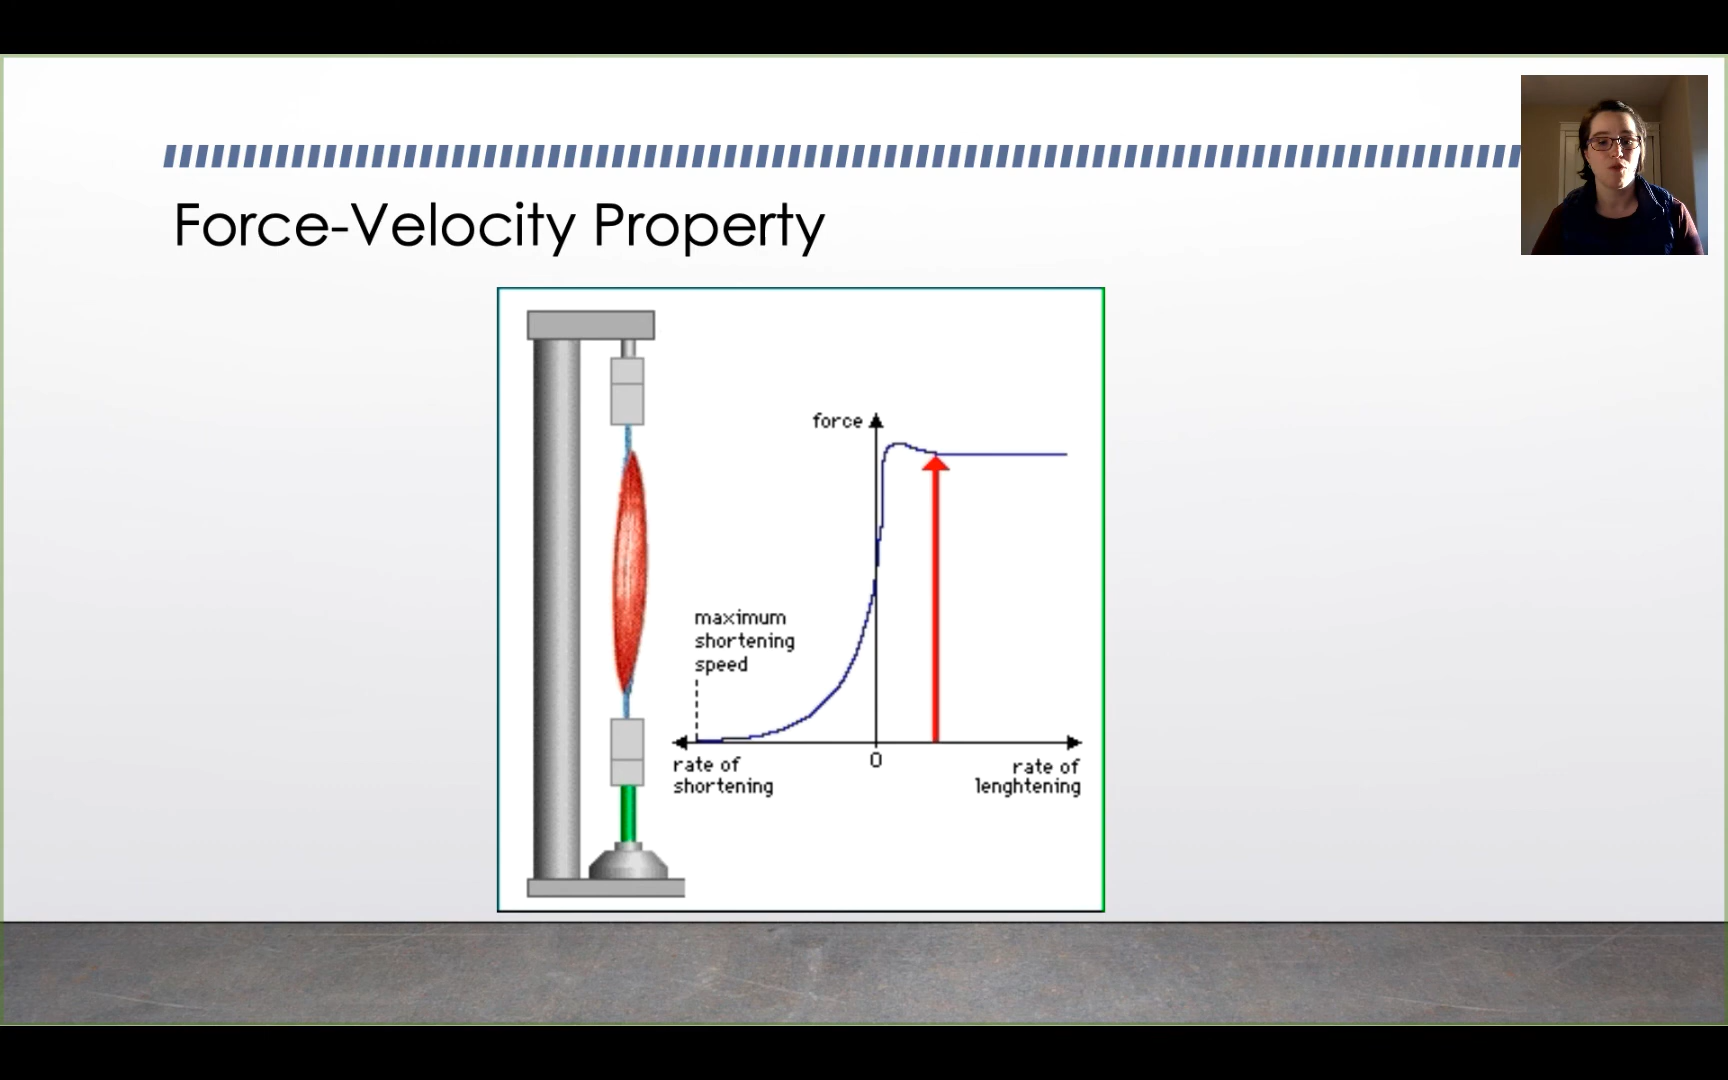 Force-Velocity Property
force
maximum
shortening
speed
0
rate of
shortening
rate of
lenghtening